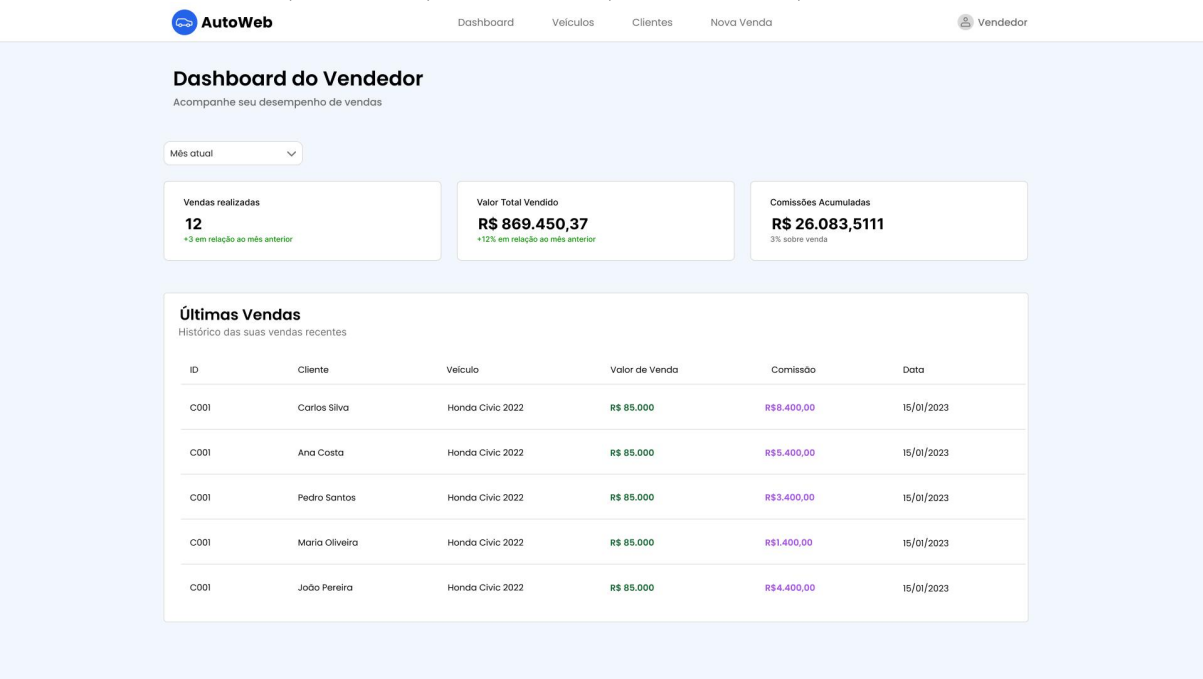 AutoWeb Dashboard Veículos Clientes Nova Venda Vendedor
Dashboard do Vendedor
Acompanhe seu desempenho de vendas
Mês atual
Vendas realizadas
12
+3 em relação ao mês anterior
Valor Total Vendido
R$ 869.450,37
+12% em relação ao mês anterior
Comissões Acumuladas
R$ 26.083,5111
3% sobre venda
Últimas Vendas
Histórico das suas vendas recentes
ID Cliente Veículo Valor de Venda Comissão Data
C001 Carlos Silva Honda Civic 2022 R$ 85.000 R$8.400,00 15/01/2023
C001 Ana Costa Honda Civic 2022 R$ 85.000 R$5.400,00 15/01/2023
C001 Pedro Santos Honda Civic 2022 R$ 85.000 R$3.400,00 15/01/2023
C001 Maria Oliveira Honda Civic 2022 R$ 85.000 R$1.400,00 15/01/2023
C001 João Pereira Honda Civic 2022 R$ 85.000 R$4.400,00 15/01/2023